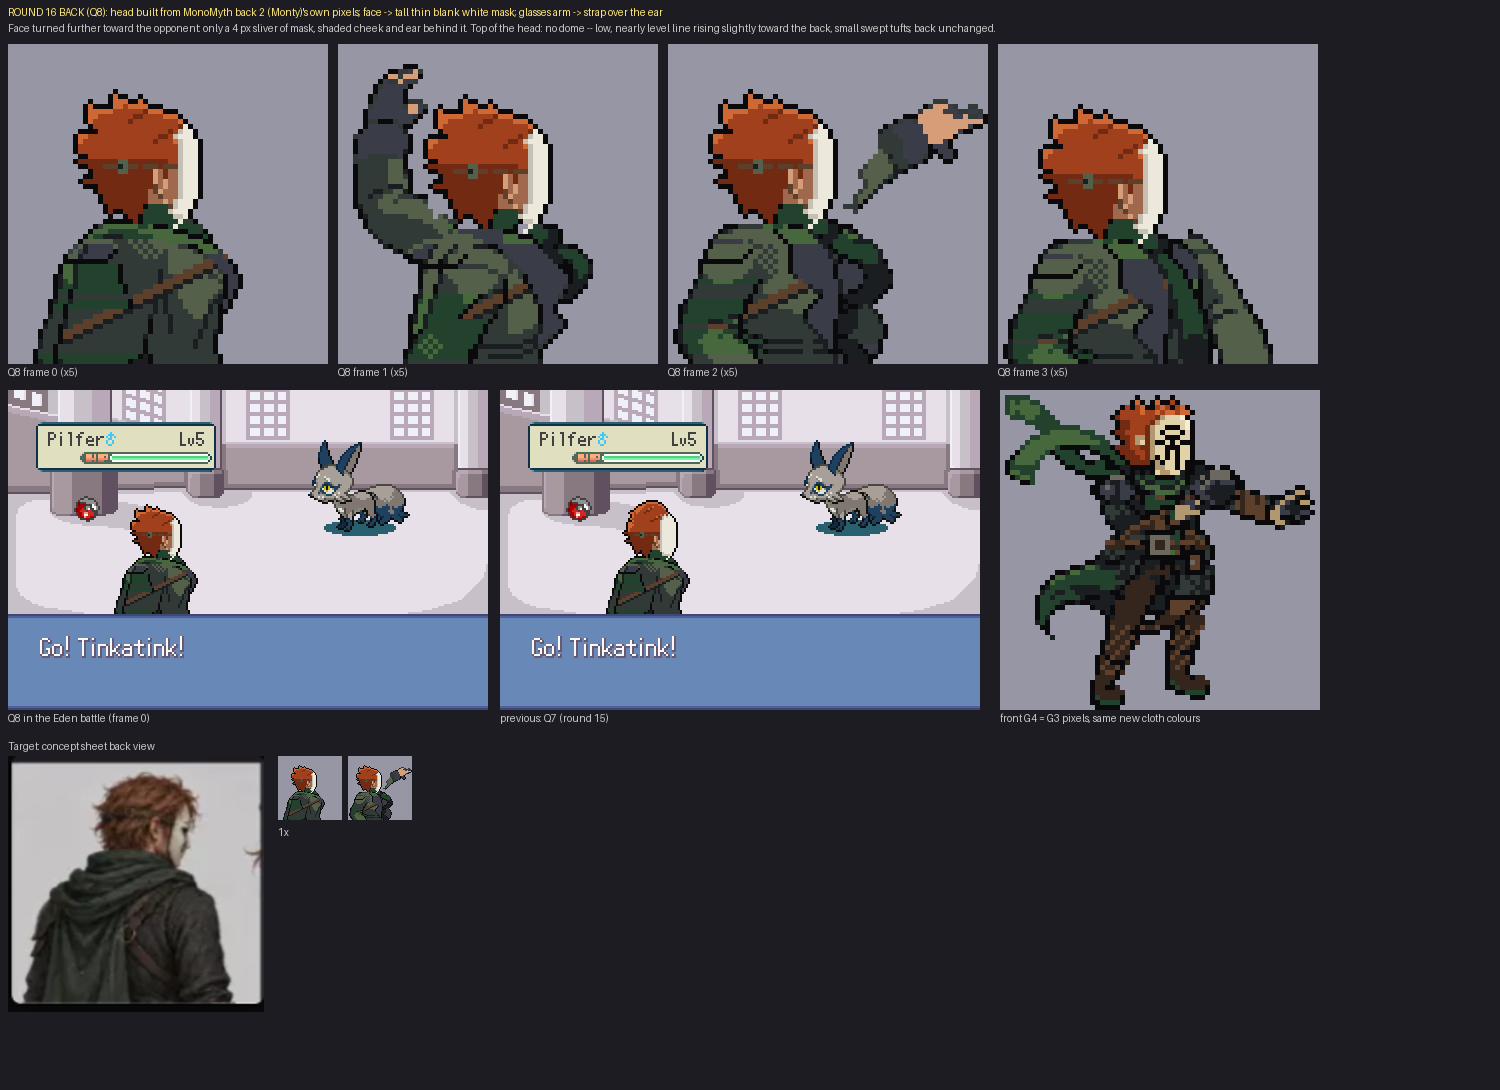 ROUND 16 BACK (Q8): head built from MonoMyth back 2 (Monty)'s own pixels; face -> tall thin blank white mask; glasses arm -> strap over the ear
Face turned further toward the opponent: only a 4 px sliver of mask, shaded cheek and ear behind it. Top of the head: no dome -- low, nearly level line rising slightly toward the back, small swept tufts; back unchanged.
Q8 frame 0 (x5)
Q8 frame 1 (x5)
Q8 frame 2 (x5)
Q8 frame 3 (x5)
Pilfer♂ Lv5
Go! Tinkatink!
Pilfer♂ Lv5
Go! Tinkatink!
Q8 in the Eden battle (frame 0)
previous: Q7 (round 15)
front G4 = G3 pixels, same new cloth colours
Target: concept sheet back view
1x